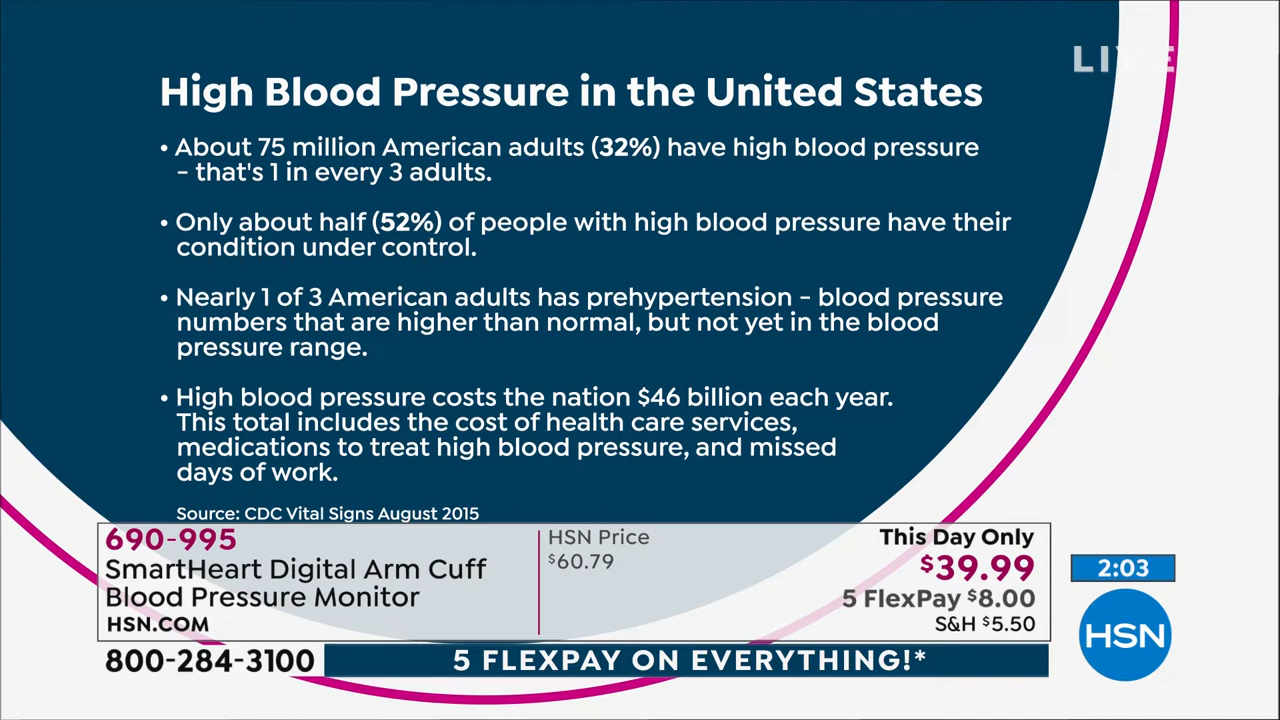 LIVE
High Blood Pressure in the United States
• About 75 million American adults (32%) have high blood pressure
- that's 1 in every 3 adults.
• Only about half (52%) of people with high blood pressure have their
condition under control.
• Nearly 1 of 3 American adults has prehypertension - blood pressure
numbers that are higher than normal, but not yet in the blood
pressure range.
• High blood pressure costs the nation $46 billion each year.
This total includes the cost of health care services,
medications to treat high blood pressure, and missed
days of work.
Source: CDC Vital Signs August 2015
690-995
SmartHeart Digital Arm Cuff
Blood Pressure Monitor
HSN.COM
HSN Price
$60.79
This Day Only
$39.99
5 FlexPay $8.00
S&H $5.50
2:03
HSN
800-284-3100
5 FLEXPAY ON EVERYTHING!*